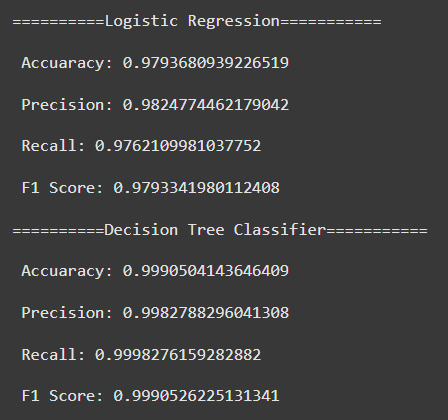 ==========Logistic Regression===========
Accuaracy: 0.9793680939226519
Precision: 0.9824774462179042
Recall: 0.9762109981037752
F1 Score: 0.9793341980112408
==========Decision Tree Classifier===========
Accuaracy: 0.9990504143646409
Precision: 0.9982788296041308
Recall: 0.9998276159282882
F1 Score: 0.9990526225131341